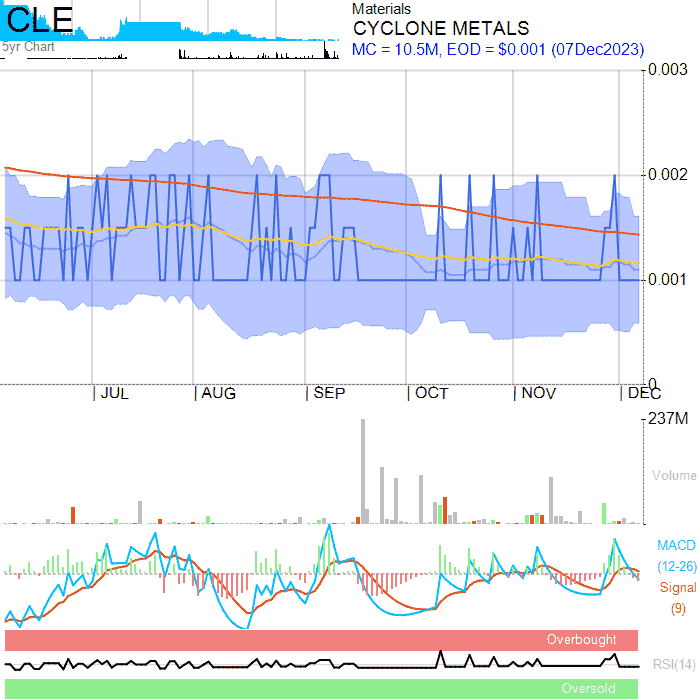 CLE
5yr Chart
Materials
CYCLONE METALS
MC = 10.5M, EOD = $0.001 (07Dec2023)
0.003
0.002
0.001
0
JUL AUG SEP OCT NOV DEC
237M
Volume
MACD
(12-26)
Signal
(9)
Overbought
RSI(14)
Oversold